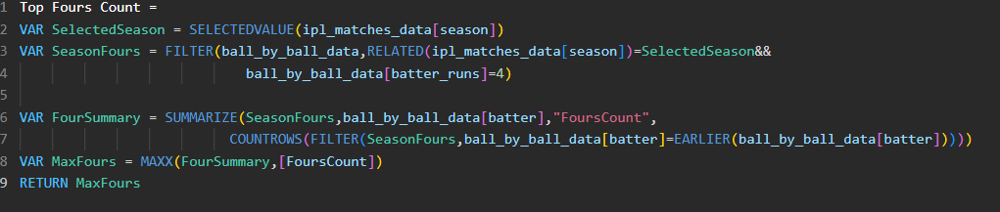 1 Top Fours Count =
2 VAR SelectedSeason = SELECTEDVALUE(ipl_matches_data[season])
3 VAR SeasonFours = FILTER(ball_by_ball_data,RELATED(ipl_matches_data[season])=SelectedSeason&&
4 ball_by_ball_data[batter_runs]=4)
5
6 VAR FourSummary = SUMMARIZE(SeasonFours,ball_by_ball_data[batter],"FoursCount",
7 COUNTROWS(FILTER(SeasonFours,ball_by_ball_data[batter]=EARLIER(ball_by_ball_data[batter]))))
8 VAR MaxFours = MAXX(FourSummary,[FoursCount])
9 RETURN MaxFours